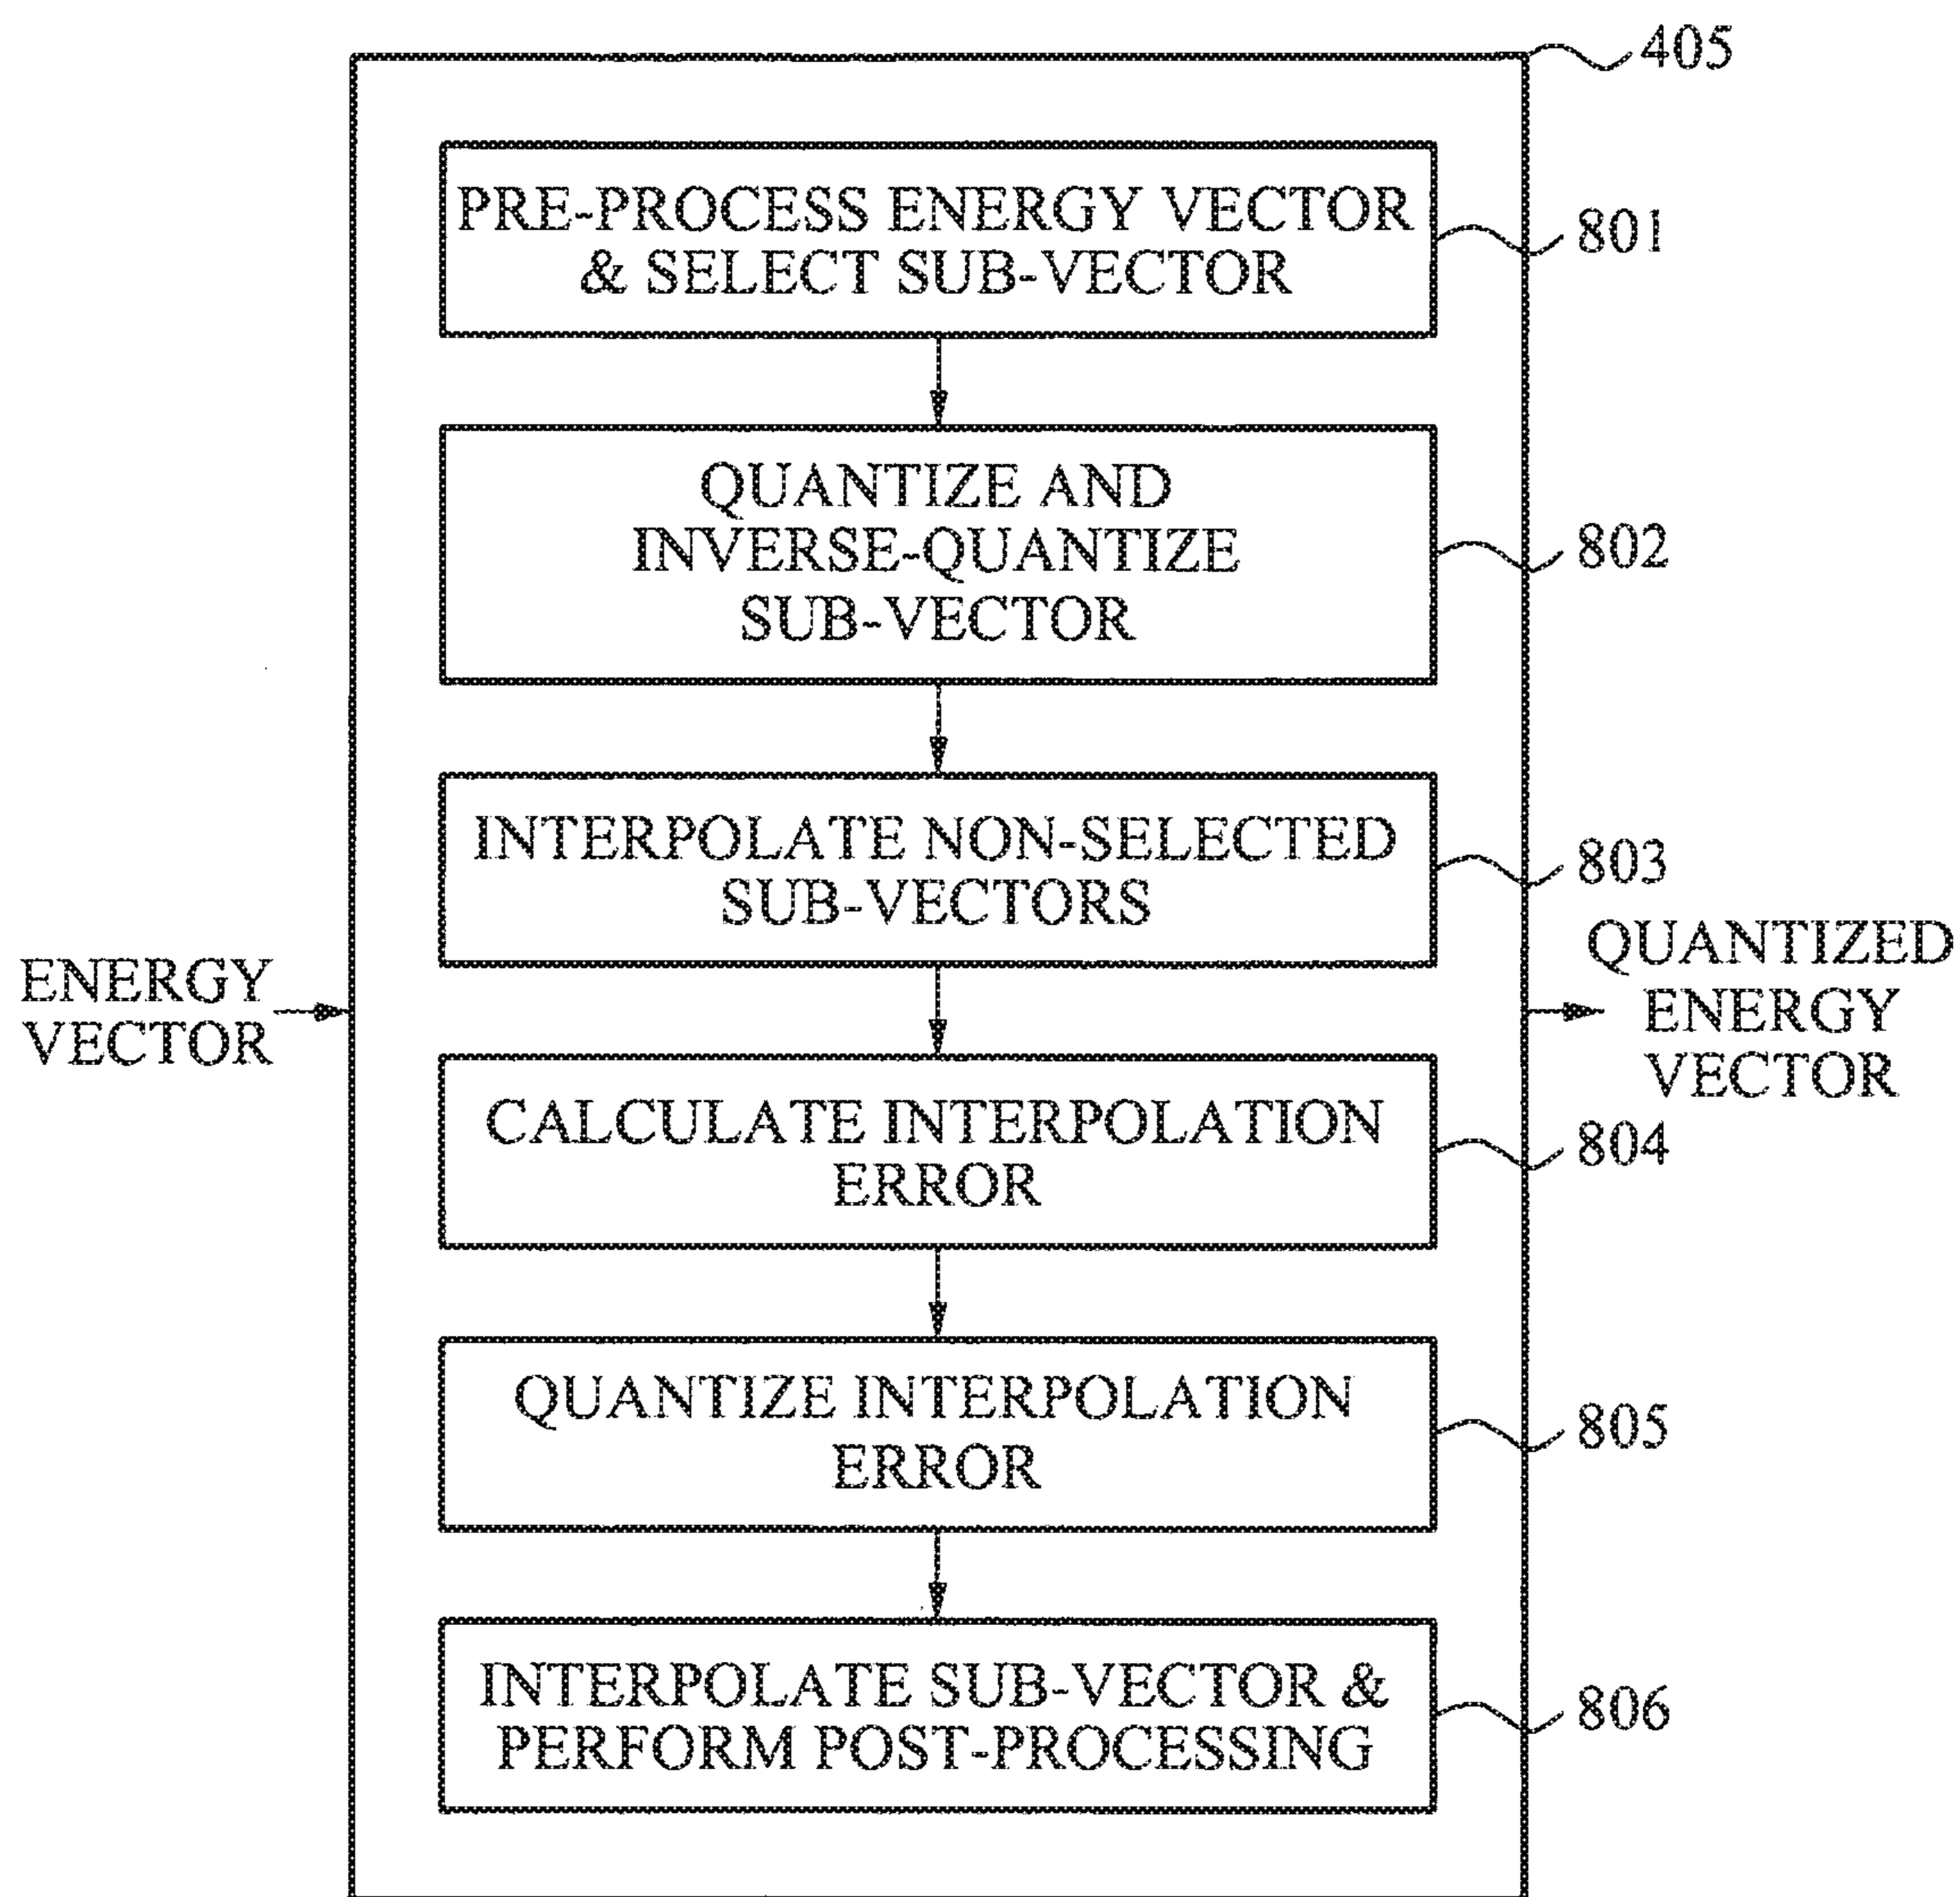 405
PRE-PROCESS ENERGY VECTOR
& SELECT SUB-VECTOR
801
QUANTIZE AND
INVERSE-QUANTIZE
SUB-VECTOR
802
INTERPOLATE NON-SELECTED
SUB-VECTORS
803
ENERGY
VECTOR
QUANTIZED
ENERGY
VECTOR
CALCULATE INTERPOLATION
ERROR
804
QUANTIZE INTERPOLATION
ERROR
805
INTERPOLATE SUB-VECTOR &
PERFORM POST-PROCESSING
806